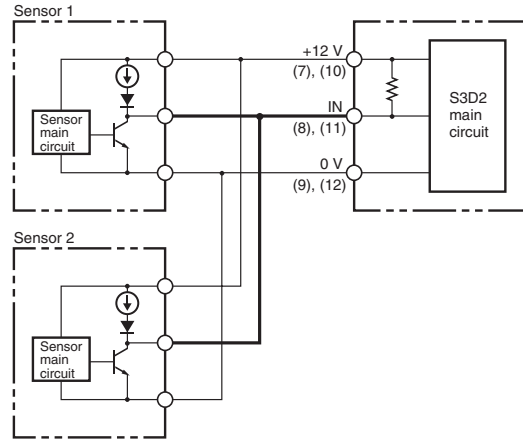 Sensor 1
+12 V
(7), (10)
IN
(8), (11)
0 V
(9), (12)
Sensor
main
circuit
S3D2
main
circuit
Sensor 2
Sensor
main
circuit